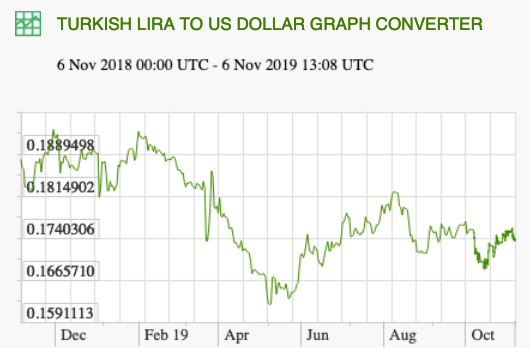 TURKISH LIRA TO US DOLLAR GRAPH CONVERTER
6 Nov 2018 00:00 UTC - 6 Nov 2019 13:08 UTC
0.1889498
0.1814902
0.1740306
0.1665710
0.1591113
Dec Feb 19 Apr Jun Aug Oct